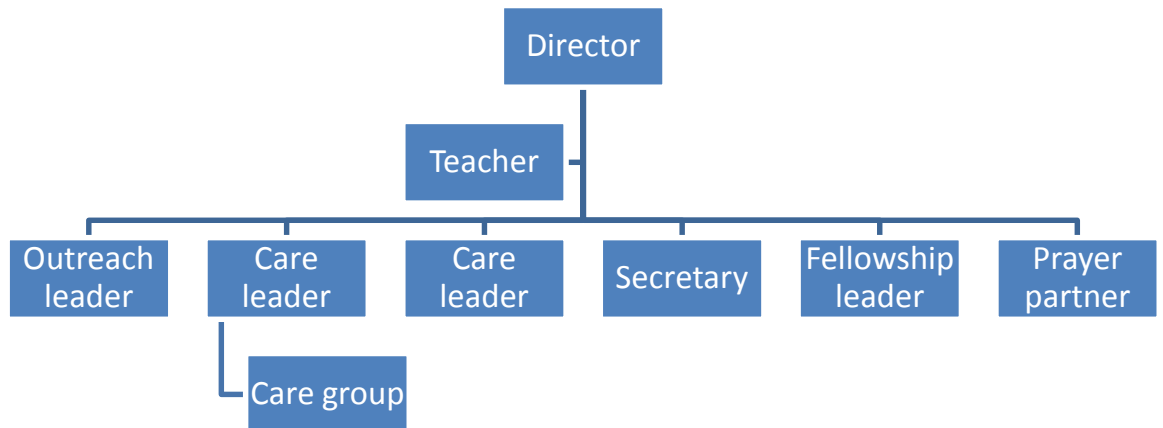 Director
Teacher
Outreach
leader
Care
leader
Care
leader
Secretary
Fellowship
leader
Prayer
partner
Care group